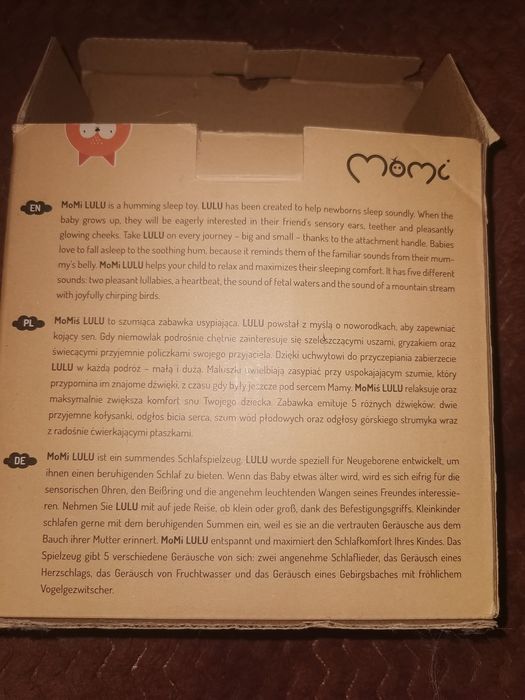 MOMi
EN
MoMi LULU is a humming sleep toy. LULU has been created to help newborns sleep soundly. When the
baby grows up, they will be eagerly interested in their friend's sensory ears, teether and pleasantly
glowing cheeks. Take LULU on every journey – big and small – thanks to the attachment handle. Babies
love to fall asleep to the soothing hum, because it reminds them of the familiar sounds from their mum-
my's belly. MoMi LULU helps your child to relax and maximizes their sleeping comfort. It has five different
sounds: two pleasant lullabies, a heartbeat, the sound of fetal waters and the sound of a mountain stream
with joyfully chirping birds.
PL
MoMiś LULU to szumiąca zabawka usypiająca. LULU powstał z myślą o noworodkach, aby zapewniać
kojący sen. Gdy niemowlak podrośnie chętnie zainteresuje się szeleszczącymi uszami, gryzakiem oraz
świecącymi przyjemnie policzkami swojego przyjaciela. Dzięki uchwytowi do przyczepiania zabierzecie
LULU w każdą podróż – małą i dużą. Maluszki uwielbiają zasypiać przy uspokajającym szumie, który
przypomina im znajome dźwięki, z czasu gdy były jeszcze pod sercem Mamy. MoMiś LULU relaksuje oraz
maksymalnie zwiększa komfort snu Twojego dziecka. Zabawka emituje 5 różnych dźwięków: dwie
przyjemne kołysanki, odgłos bicia serca, szum wód płodowych oraz odgłosy górskiego strumyka wraz
z radośnie ćwierkającymi ptaszkami.
DE
MoMi LULU ist ein summendes Schlafspielzeug. LULU wurde speziell für Neugeborene entwickelt, um
ihnen einen beruhigenden Schlaf zu bieten. Wenn das Baby etwas älter wird, wird es sich eifrig für die
sensorischen Ohren, den Beißring und die angenehm leuchtenden Wangen seines Freundes interessie-
ren. Nehmen Sie LULU mit auf jede Reise, ob klein oder groß, dank des Befestigungsgriffs. Kleinkinder
schlafen gerne mit dem beruhigenden Summen ein, weil es sie an die vertrauten Geräusche aus dem
Bauch ihrer Mutter erinnert. MoMi LULU entspannt und maximiert den Schlafkomfort Ihres Kindes. Das
Spielzeug gibt 5 verschiedene Geräusche von sich: zwei angenehme Schlaflieder, das Geräusch eines
Herzschlags, das Geräusch von Fruchtwasser und das Geräusch eines Gebirgsbaches mit fröhlichem
Vogelgezwitscher.